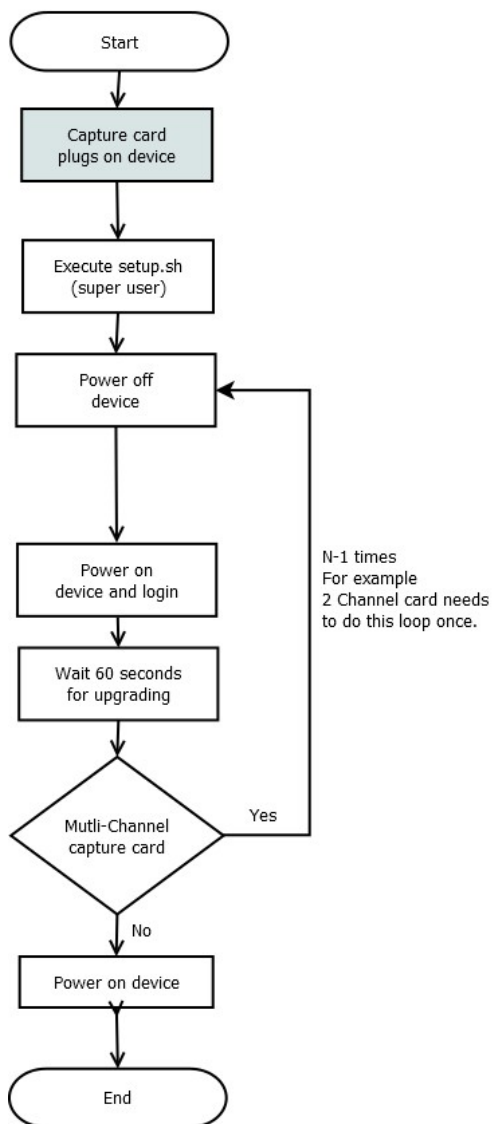 Start
Capture card
plugs on device
Execute setup.sh
(super user)
Power off
device
Power on
device and login
Wait 60 seconds
for upgrading
Mutli-Channel
capture card
Yes
N-1 times
For example
2 Channel card needs
to do this loop once.
No
Power on device
End